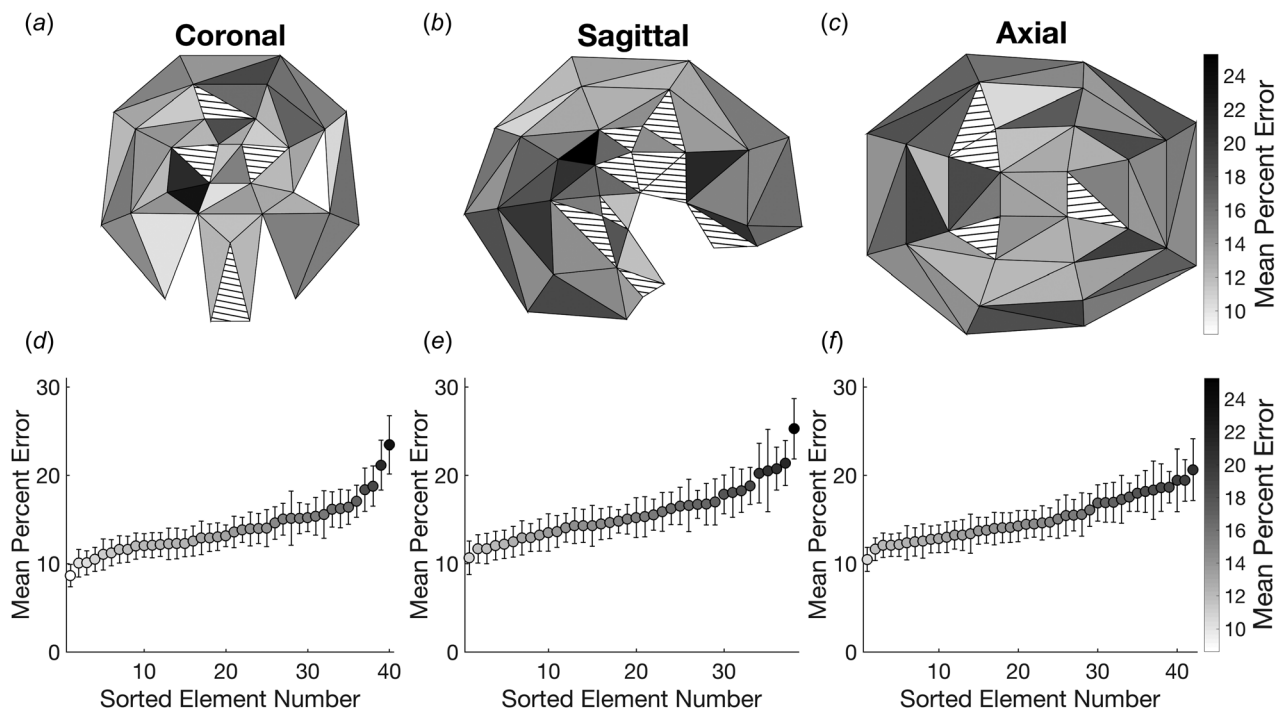 (a)
Coronal
(b)
Sagittal
(c)
Axial
24
22
20
18
16
14
12
10
Mean Percent Error
(d)
30
20
10
0
Mean Percent Error
10
20
30
40
Sorted Element Number
(e)
30
20
10
0
Mean Percent Error
10
20
30
Sorted Element Number
(f)
30
20
10
0
Mean Percent Error
10
20
30
40
Sorted Element Number
24
22
20
18
16
14
12
10
Mean Percent Error